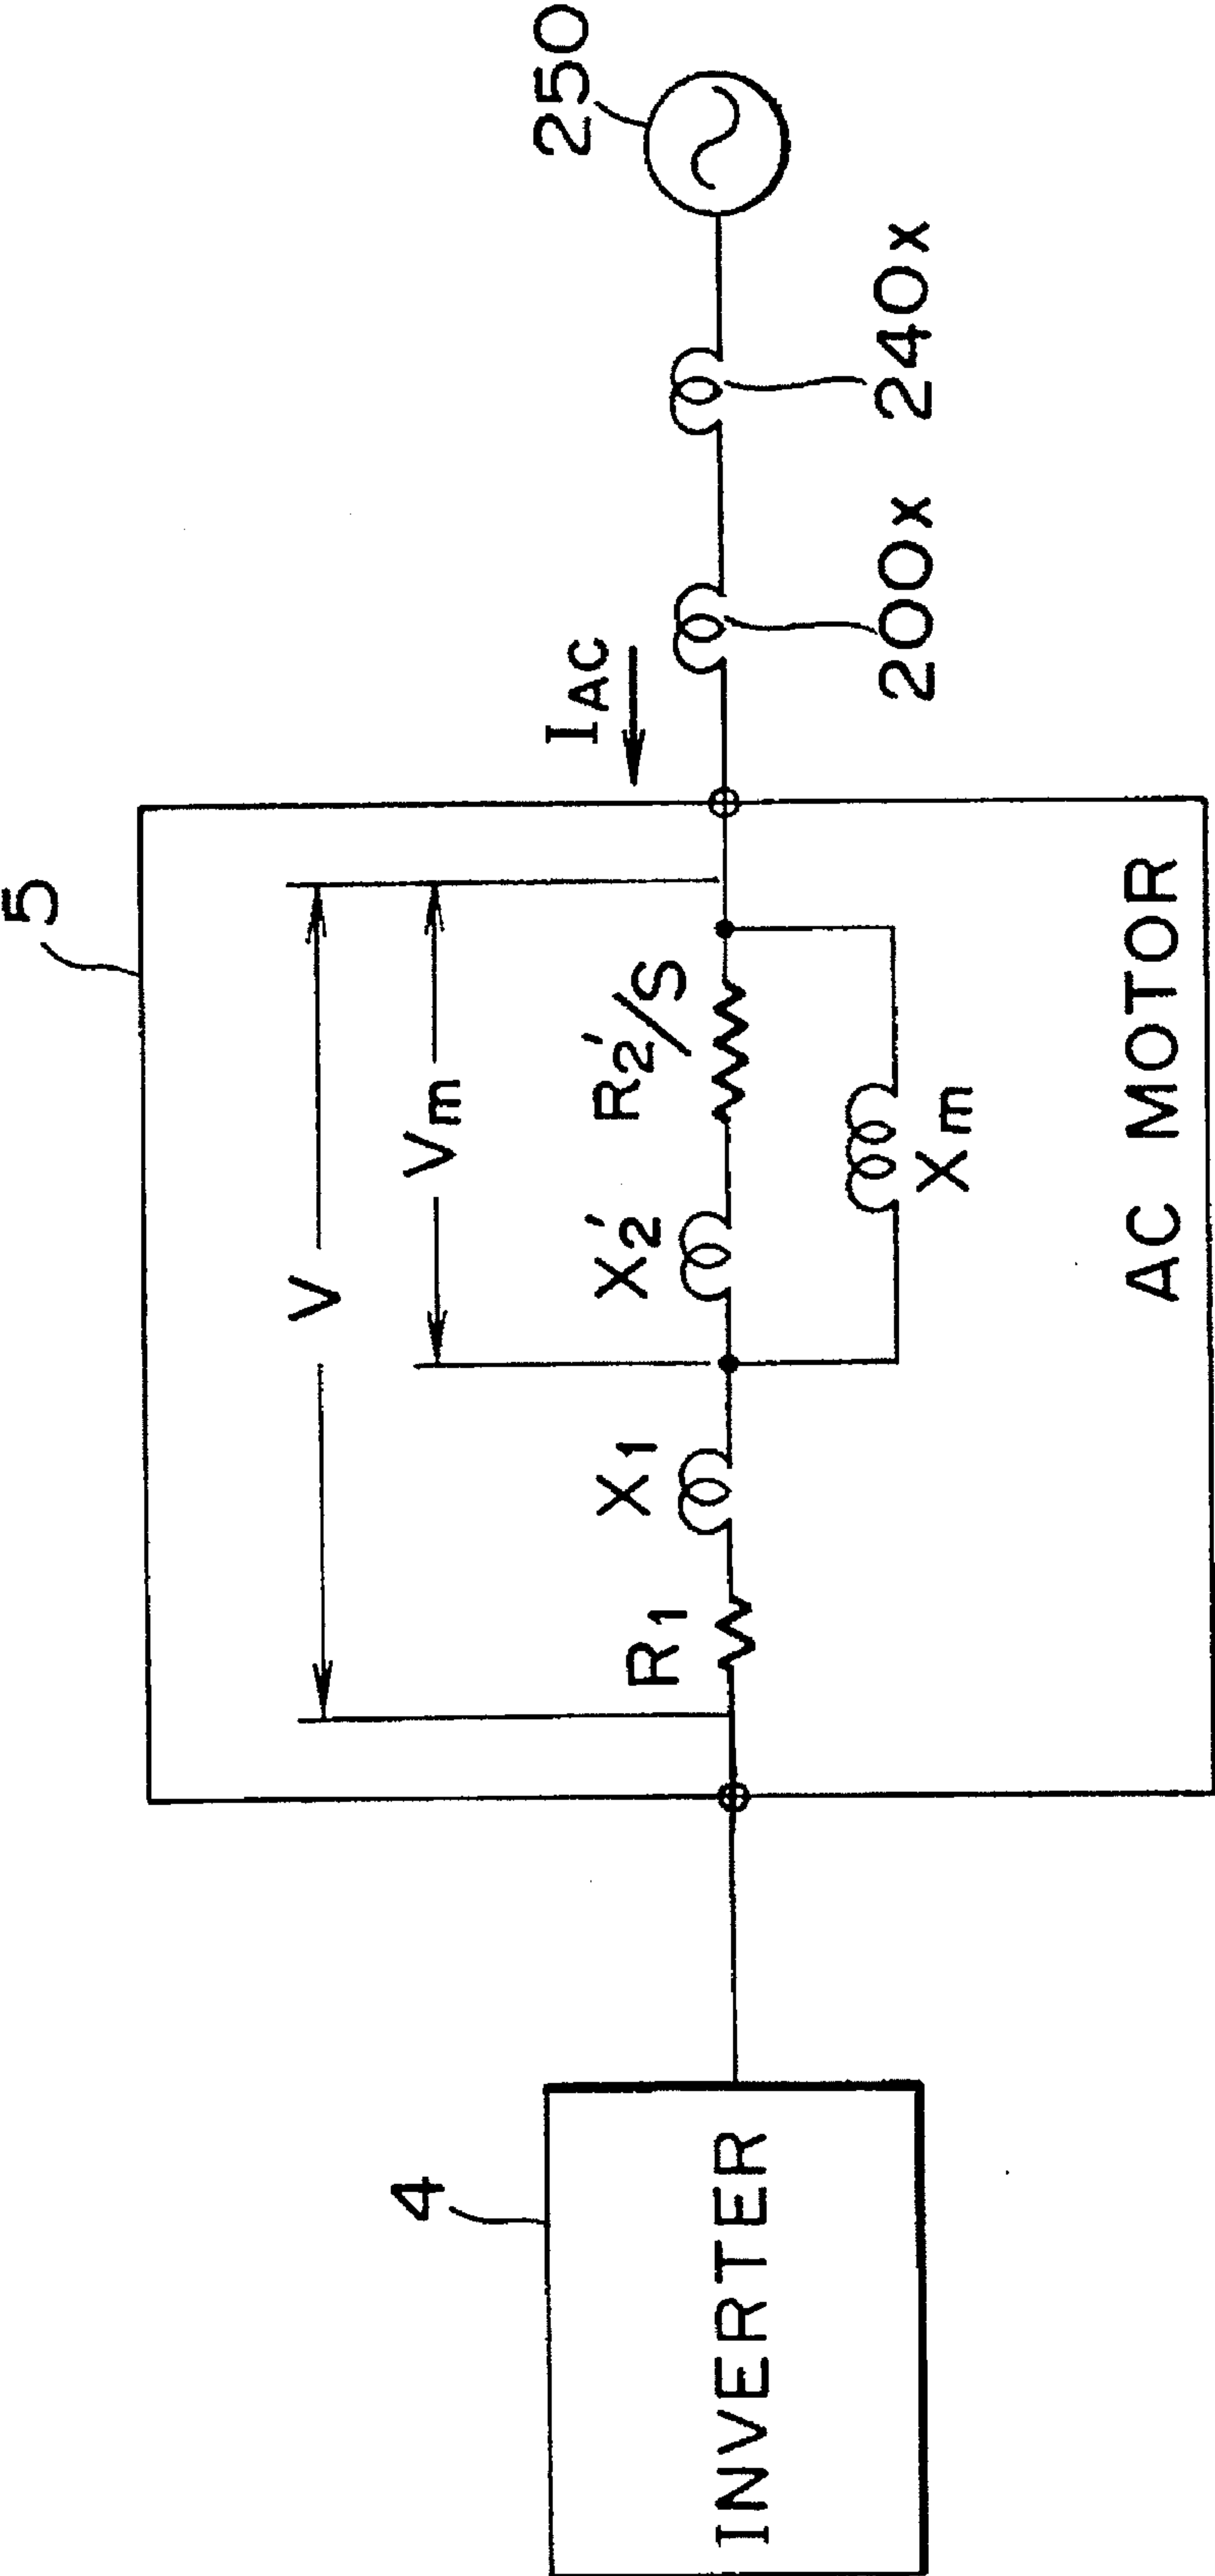 5
250
V
Vm
IAC
R2'/S
X2'
X1
R1
Xm
200x
240x
AC MOTOR
4
INVERTER